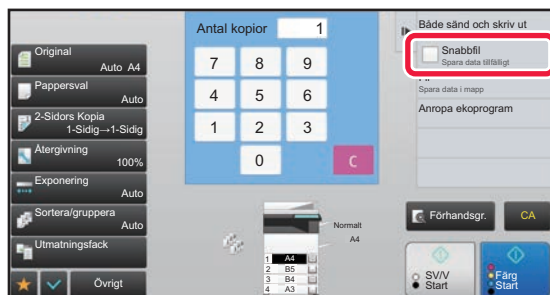 Original
Auto A4
Pappersval
Auto
2-Sidors Kopia
1-Sidig→1-Sidig
Återgivning
100%
Exponering
Auto
Sortera/gruppera
Auto
Utmatningsfack
Övrigt
Antal kopior 1
7 8 9
4 5 6
1 2 3
0 C
Normalt
A4
1 A4
2 B5
3 B4
4 A3
Både sänd och skriv ut
Snabbfil
Spara data tillfälligt
Spara data i mapp
Anropa ekoprogram
Förhandsgr.
CA
SV/V
Start
Färg
Start